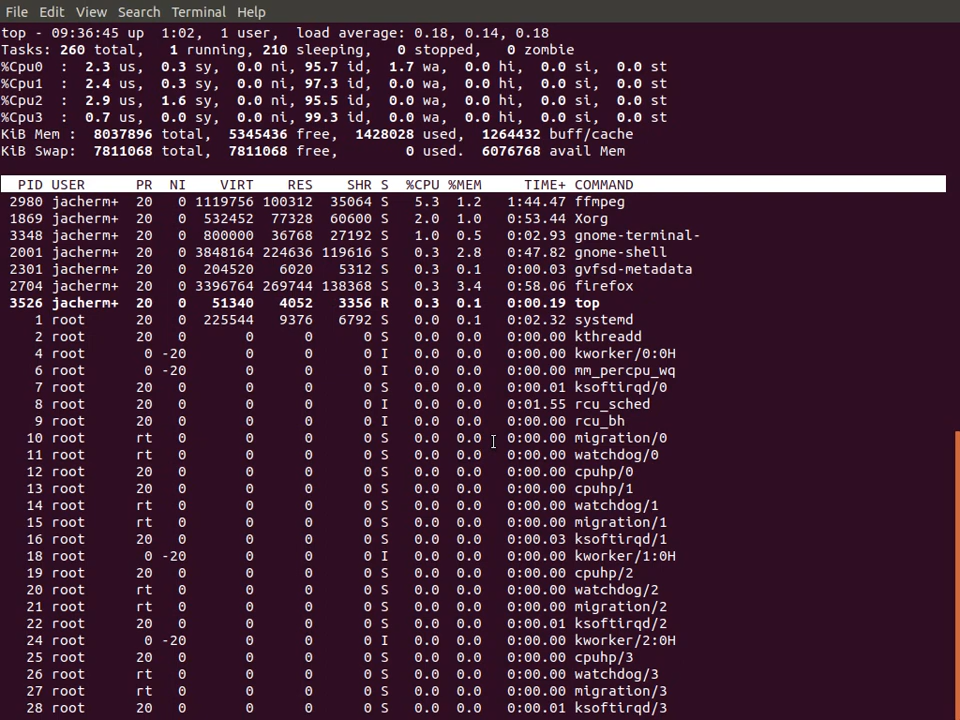 File Edit View Search Terminal Help
top - 09:36:45 up  1:02,  1 user,  load average: 0.18, 0.14, 0.18
Tasks: 260 total,   1 running, 210 sleeping,   0 stopped,   0 zombie
%Cpu0  :  2.3 us,  0.3 sy,  0.0 ni, 95.7 id,  1.7 wa,  0.0 hi,  0.0 si,  0.0 st
%Cpu1  :  2.4 us,  0.3 sy,  0.0 ni, 97.3 id,  0.0 wa,  0.0 hi,  0.0 si,  0.0 st
%Cpu2  :  2.9 us,  1.6 sy,  0.0 ni, 95.5 id,  0.0 wa,  0.0 hi,  0.0 si,  0.0 st
%Cpu3  :  0.7 us,  0.0 sy,  0.0 ni, 99.3 id,  0.0 wa,  0.0 hi,  0.0 si,  0.0 st
KiB Mem :  8037896 total,  5345436 free,  1428028 used,  1264432 buff/cache
KiB Swap:  7811068 total,  7811068 free,        0 used.  6076768 avail Mem
PID USER      PR  NI    VIRT    RES    SHR S  %CPU %MEM     TIME+ COMMAND
2980 jacherm+  20   0 1119756 100312  35064 S   5.3  1.2   1:44.47 ffmpeg
1869 jacherm+  20   0  532452  77328  60600 S   2.0  1.0   0:53.44 Xorg
3348 jacherm+  20   0  800000  36768  27192 S   1.0  0.5   0:02.93 gnome-terminal-
2001 jacherm+  20   0 3848164 224636 119616 S   0.3  2.8   0:47.82 gnome-shell
2301 jacherm+  20   0  204520   6020   5312 S   0.3  0.1   0:00.03 gvfsd-metadata
2704 jacherm+  20   0 3396764 269744 138368 S   0.3  3.4   0:58.06 firefox
3526 jacherm+  20   0   51340   4052   3356 R   0.3  0.1   0:00.19 top
1 root      20   0  225544   9376   6792 S   0.0  0.1   0:02.32 systemd
2 root      20   0       0      0      0 S   0.0  0.0   0:00.00 kthreadd
4 root       0 -20       0      0      0 I   0.0  0.0   0:00.00 kworker/0:0H
6 root       0 -20       0      0      0 I   0.0  0.0   0:00.00 mm_percpu_wq
7 root      20   0       0      0      0 S   0.0  0.0   0:00.01 ksoftirqd/0
8 root      20   0       0      0      0 I   0.0  0.0   0:01.55 rcu_sched
9 root      20   0       0      0      0 I   0.0  0.0   0:00.00 rcu_bh
10 root      rt   0       0      0      0 S   0.0  0.0   0:00.00 migration/0
11 root      rt   0       0      0      0 S   0.0  0.0   0:00.00 watchdog/0
12 root      20   0       0      0      0 S   0.0  0.0   0:00.00 cpuhp/0
13 root      20   0       0      0      0 S   0.0  0.0   0:00.00 cpuhp/1
14 root      rt   0       0      0      0 S   0.0  0.0   0:00.00 watchdog/1
15 root      rt   0       0      0      0 S   0.0  0.0   0:00.00 migration/1
16 root      20   0       0      0      0 S   0.0  0.0   0:00.03 ksoftirqd/1
18 root       0 -20       0      0      0 I   0.0  0.0   0:00.00 kworker/1:0H
19 root      20   0       0      0      0 S   0.0  0.0   0:00.00 cpuhp/2
20 root      rt   0       0      0      0 S   0.0  0.0   0:00.00 watchdog/2
21 root      rt   0       0      0      0 S   0.0  0.0   0:00.00 migration/2
22 root      20   0       0      0      0 S   0.0  0.0   0:00.01 ksoftirqd/2
24 root       0 -20       0      0      0 I   0.0  0.0   0:00.00 kworker/2:0H
25 root      20   0       0      0      0 S   0.0  0.0   0:00.00 cpuhp/3
26 root      rt   0       0      0      0 S   0.0  0.0   0:00.00 watchdog/3
27 root      rt   0       0      0      0 S   0.0  0.0   0:00.00 migration/3
28 root      20   0       0      0      0 S   0.0  0.0   0:00.01 ksoftirqd/3